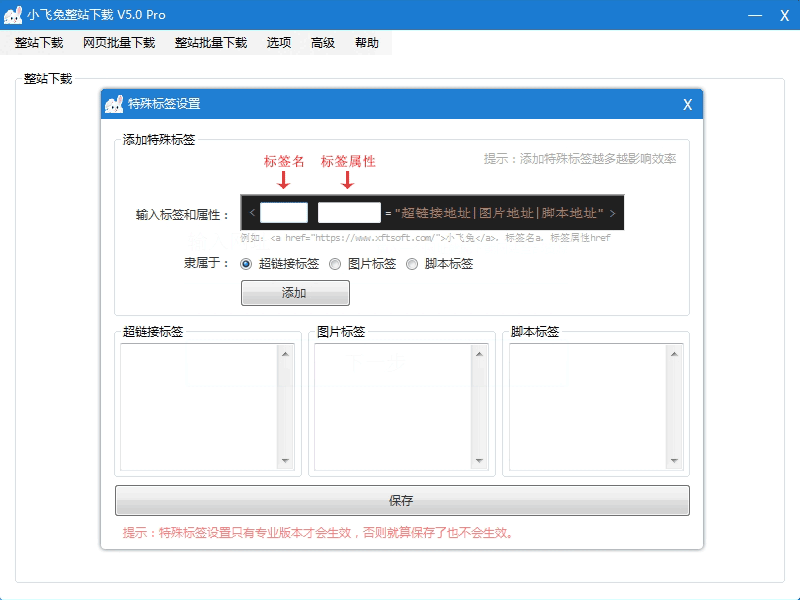 小飞兔整站下载 V5.0 Pro
整站下载 网页批量下载 整站批量下载 选项 高级 帮助
整站下载
特殊标签设置 X
添加特殊标签
提示：添加特殊标签越多越影响效率
标签名 标签属性
输入标签和属性： < ="超链接地址|图片地址|脚本地址" >
例如: <a href="https://www.xftsoft.com/">小飞兔</a>。标签名a。标签属性href
隶属于： 超链接标签 图片标签 脚本标签
添加
超链接标签 图片标签 脚本标签
保存
提示：特殊标签设置只有专业版本才会生效，否则就算保存了也不会生效。